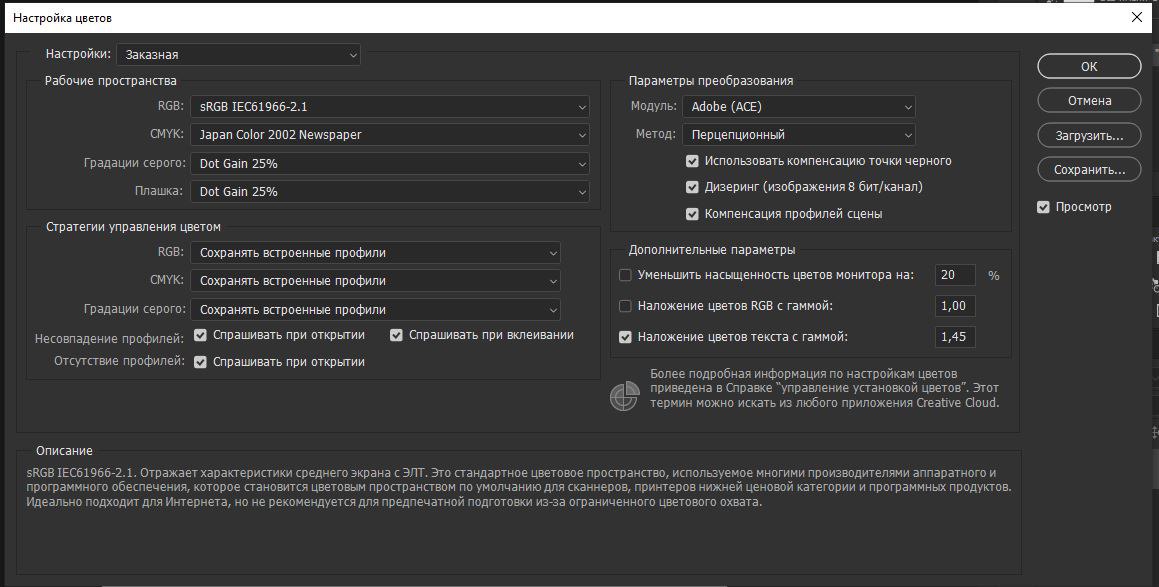 Настройка цветов
Настройки: Заказная
Рабочие пространства
RGB: sRGB IEC61966-2.1
CMYK: Japan Color 2002 Newspaper
Градации серого: Dot Gain 25%
Плашка: Dot Gain 25%
Стратегии управления цветом
RGB: Сохранять встроенные профили
CMYK: Сохранять встроенные профили
Градации серого: Сохранять встроенные профили
Несовпадение профилей: Спрашивать при открытии Спрашивать при вклеивании
Отсутствие профилей: Спрашивать при открытии
Параметры преобразования
Модуль: Adobe (ACE)
Метод: Перцепционный
Использовать компенсацию точки черного
Дизеринг (изображения 8 бит/канал)
Компенсация профилей сцены
Дополнительные параметры
Уменьшить насыщенность цветов монитора на: 20 %
Наложение цветов RGB с гаммой: 1,00
Наложение цветов текста с гаммой: 1,45
Более подробная информация по настройкам цветов
приведена в Справке “управление установкой цветов”. Этот
термин можно искать из любого приложения Creative Cloud.
ОК
Отмена
Загрузить...
Сохранить...
Просмотр
Описание
sRGB IEC61966-2.1. Отражает характеристики среднего экрана с ЭЛТ. Это стандартное цветовое пространство, используемое многими производителями аппаратного и
программного обеспечения, которое становится цветовым пространством по умолчанию для сканнеров, принтеров нижней ценовой категории и программных продуктов.
Идеально подходит для Интернета, но не рекомендуется для предпечатной подготовки из-за ограниченного цветового охвата.